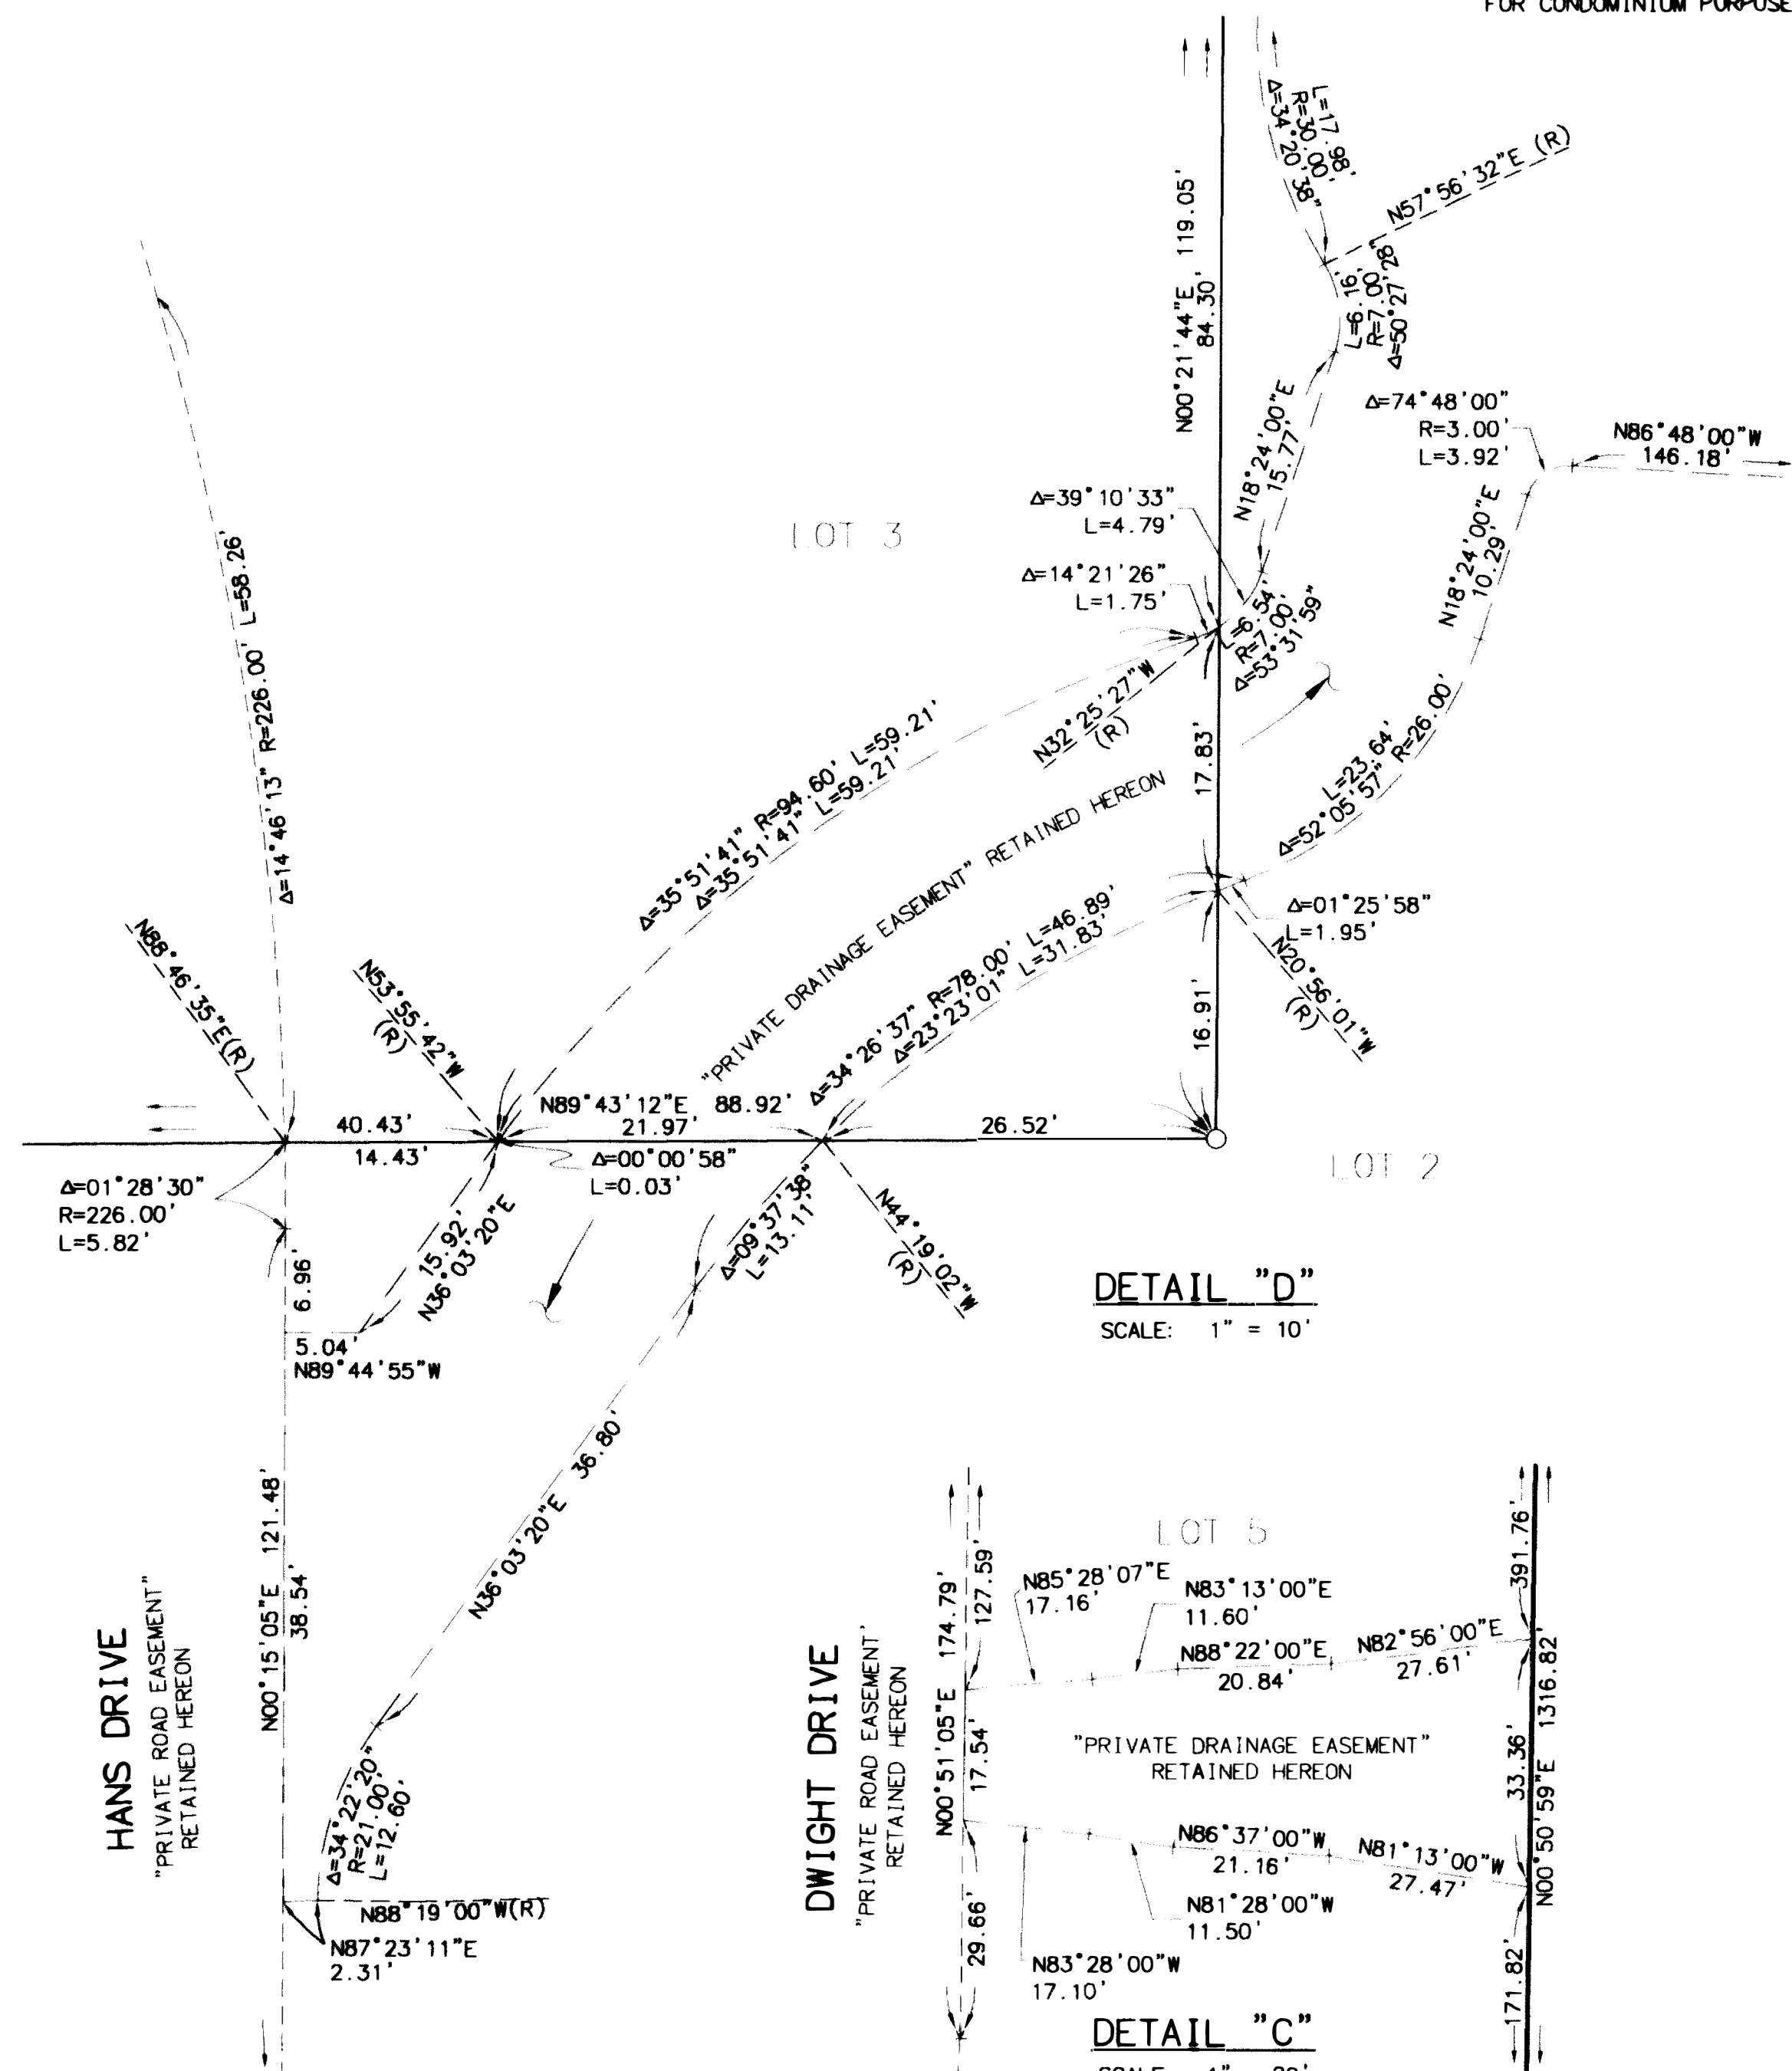 FOR CONDOMINIUM PURPOSE
L=17.98'
R=30.00'
Δ=34°20'38"
N57°56'32"E (R)
N00°21'44"E 119.05'
84.30'
L=6.16'
R=7.00'
Δ=50°27'28"
Δ=74°48'00"
R=3.00'
L=3.92'
N86°48'00"W
146.18'
N18°24'00"E
15.77'
Δ=39°10'33"
L=4.79'
N18°24'00"E
10.29'
LOT 3
Δ=14°21'26"
L=1.75'
L=6.54'
R=7.00'
Δ=53°31'59"
Δ=14°46'13" R=226.00' L=58.26'
N32°25'27"W
(R)
17.83'
L=23.64'
Δ=52°05'57" R=26.00'
Δ=35°51'41" R=94.60' L=59.21'
Δ=35°51'41" L=59.21'
"PRIVATE DRAINAGE EASEMENT" RETAINED HEREON
Δ=34°26'37" R=78.00' L=46.89'
Δ=23°23'01" L=31.83'
Δ=01°25'58"
L=1.95'
N20°56'01"W
(R)
16.91'
N88°46'35"E(R)
N53°55'42"W
(R)
40.43'
14.43'
N89°43'12"E 88.92'
21.97'
26.52'
Δ=00°00'58"
L=0.03'
LOT 2
Δ=01°28'30"
R=226.00'
L=5.82'
15.92'
N36°03'20"E
Δ=09°37'38"
L=13.11'
N44°19'02"W
(R)
6.96'
5.04'
N89°44'55"W
DETAIL "D"
SCALE: 1" = 10'
N00°15'05"E 121.48'
38.54'
N36°03'20"E 36.80'
HANS DRIVE
"PRIVATE ROAD EASEMENT"
RETAINED HEREON
Δ=34°22'20"
R=21.00'
L=12.60'
N88°19'00"W(R)
N87°23'11"E
2.31'
DWIGHT DRIVE
"PRIVATE ROAD EASEMENT'
RETAINED HEREON
N00°51'05"E 174.79'
127.59'
17.54'
29.66'
LOT 5
N85°28'07"E
17.16'
N83°13'00"E
11.60'
N88°22'00"E
20.84'
N82°56'00"E
27.61'
391.76'
"PRIVATE DRAINAGE EASEMENT"
RETAINED HEREON
33.36'
N00°50'59"E 1316.82'
N86°37'00"W
21.16'
N81°13'00"W
27.47'
N81°28'00"W
11.50'
N83°28'00"W
17.10'
171.82'
DETAIL "C"